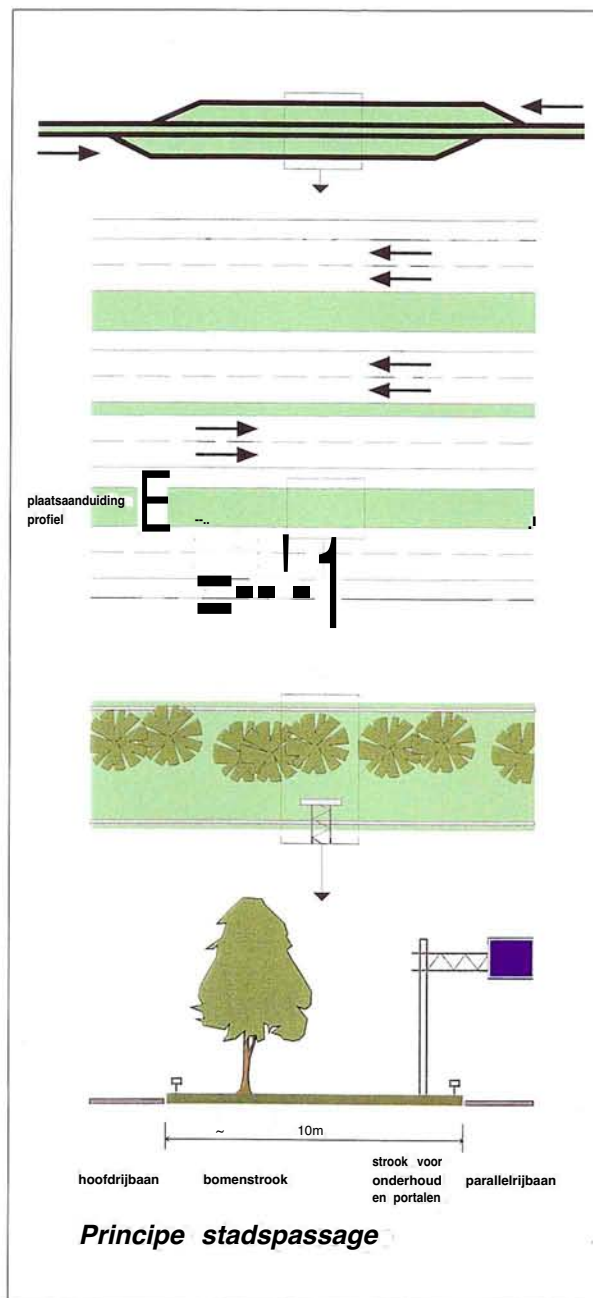 plaatsaanduiding
profiel
~ 10m
hoofdrijbaan bomenstrook strook voor onderhoud en portalen parallelrijbaan
Principe stadspassage